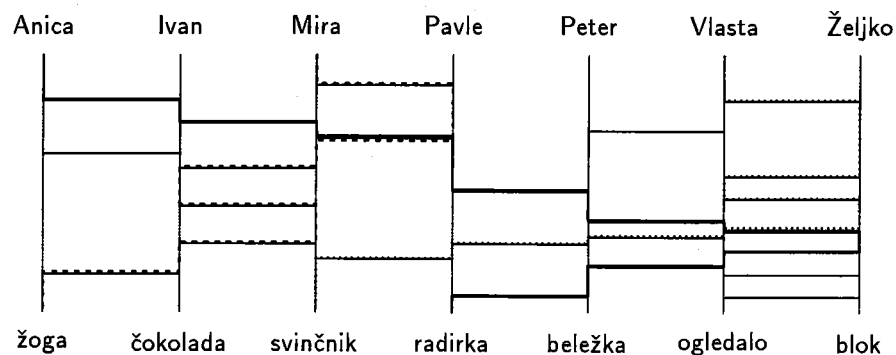 Anica Ivan Mira Pavle Peter Vlasta Željko
žoga čokolada svinčnik radirka beležka ogledalo blok